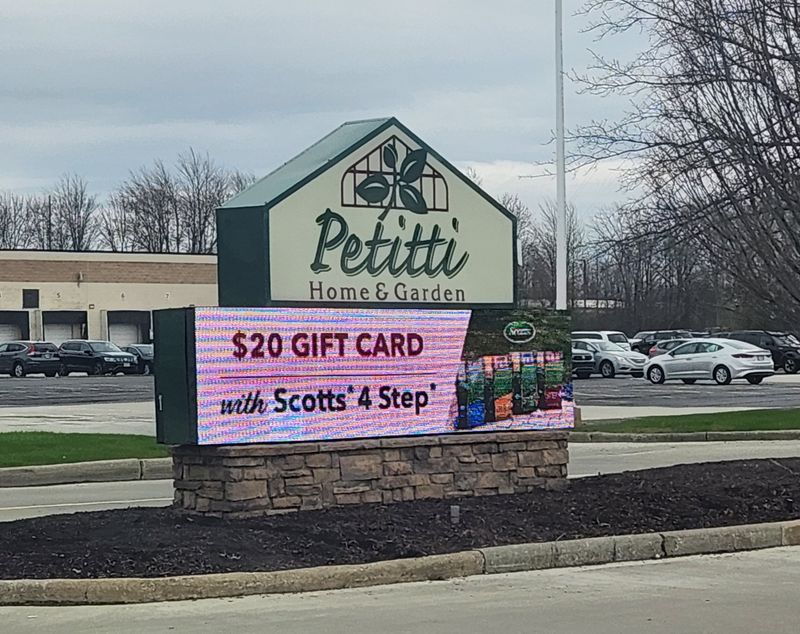 Petitti
Home & Garden
$20 GIFT CARD
with Scotts* 4 Step*